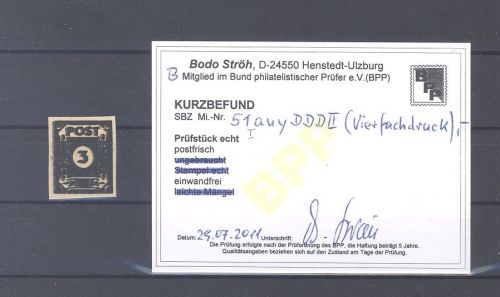 POST
3
Bodo Ströh, D-24550 Henstedt-Ulzburg
B Mitglied im Bund philatelistischer Prüfer e.V.(BPP)
BPP
KURZBEFUND
SBZ Mi.-Nr. 51 any DDD II (Vierfachdruck),-
I
Prüfstück echt
postfrisch
ungebraucht
Stempel echt
einwandfrei
leichte Mängel
BPP
Datum: 29.07.2011 Unterschrift:
Die Prüfung erfolgte nach der Prüfordnung des BPP, die Haftung beträgt 5 Jahre.
Qualitätsangaben beziehen sich auf den Zustand am Tage der Prüfung.